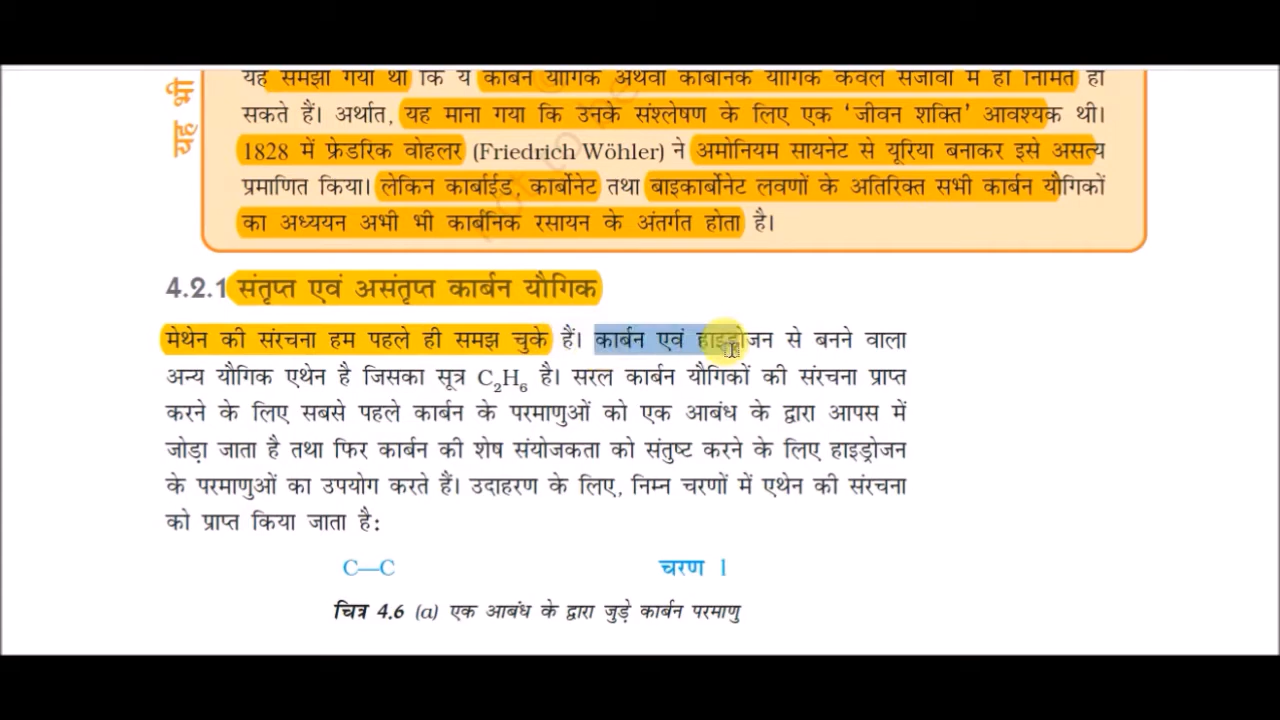 यह भी
यह समझा गया था कि ये कार्बन यौगिक अथवा कार्बनिक यौगिक केवल सजीवों में ही निर्मित हो
सकते हैं। अर्थात, यह माना गया कि उनके संश्लेषण के लिए एक ‘जीवन शक्ति’ आवश्यक थी।
1828 में फ्रेडरिक वोहलर (Friedrich Wöhler) ने अमोनियम सायनेट से यूरिया बनाकर इसे असत्य
प्रमाणित किया। लेकिन कार्बाईड, कार्बोनेट तथा बाइकार्बोनेट लवणों के अतिरिक्त सभी कार्बन यौगिकों
का अध्ययन अभी भी कार्बनिक रसायन के अंतर्गत होता है।
4.2.1 संतृप्त एवं असंतृप्त कार्बन यौगिक
मेथेन की संरचना हम पहले ही समझ चुके हैं। कार्बन एवं हाइड्रोजन से बनने वाला
अन्य यौगिक एथेन है जिसका सूत्र C₂H₆ है। सरल कार्बन यौगिकों की संरचना प्राप्त
करने के लिए सबसे पहले कार्बन के परमाणुओं को एक आबंध के द्वारा आपस में
जोड़ा जाता है तथा फिर कार्बन की शेष संयोजकता को संतुष्ट करने के लिए हाइड्रोजन
के परमाणुओं का उपयोग करते हैं। उदाहरण के लिए, निम्न चरणों में एथेन की संरचना
को प्राप्त किया जाता है:
C—C चरण 1
चित्र 4.6 (a) एक आबंध के द्वारा जुड़े कार्बन परमाणु